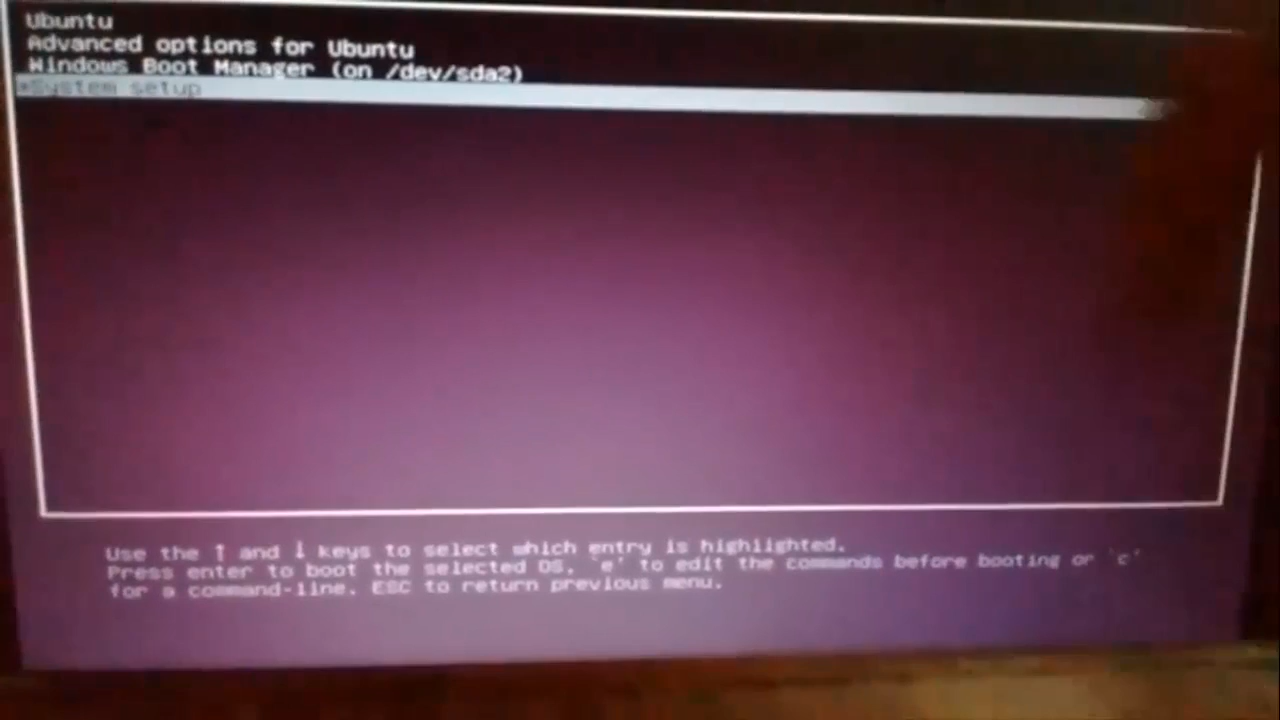 Ubuntu
Advanced options for Ubuntu
Windows Boot Manager (on /dev/sda2)
*System setup
Use the ↑ and ↓ keys to select which entry is highlighted.
Press enter to boot the selected OS, `e' to edit the commands before booting or `c'
for a command-line. ESC to return previous menu.